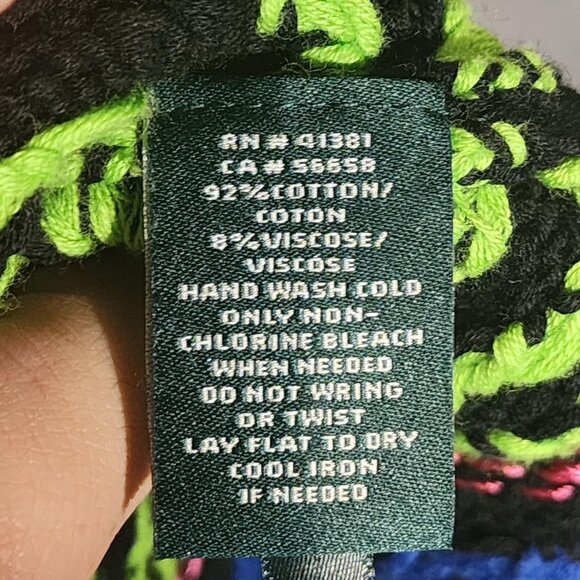 RN # 41381
CA # 56658
92% COTTON/
COTON
8% VISCOSE/
VISCOSE
HAND WASH COLD
ONLY NON-
CHLORINE BLEACH
WHEN NEEDED
DO NOT WRING
OR TWIST
LAY FLAT TO DRY
COOL IRON
IF NEEDED